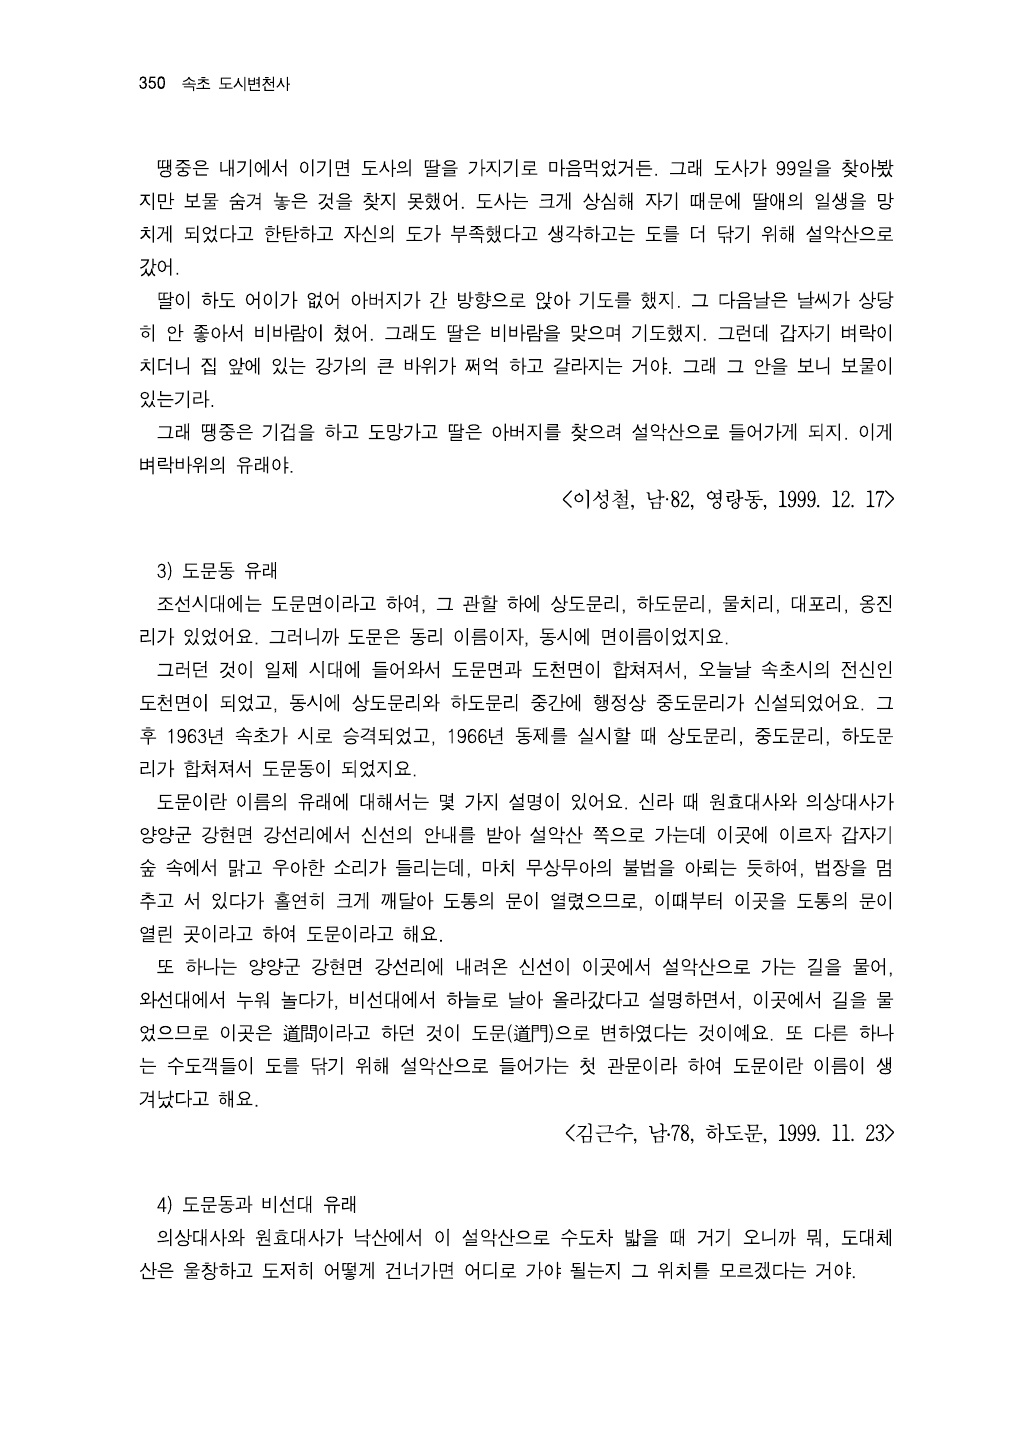 350 속초 도시변천사
땡중은 내기에서 이기면 도사의 딸을 가지기로 마음먹었거든. 그래 도사가 99일을 찾아봤
지만 보물 숨겨 놓은 것을 찾지 못했어. 도사는 크게 상심해 자기 때문에 딸애의 일생을 망
치게 되었다고 한탄하고 자신의 도가 부족했다고 생각하고는 도를 더 닦기 위해 설악산으로
갔어.
딸이 하도 어이가 없어 아버지가 간 방향으로 앉아 기도를 했지. 그 다음날은 날씨가 상당
히 안 좋아서 비바람이 쳤어. 그래도 딸은 비바람을 맞으며 기도했지. 그런데 갑자기 벼락이
치더니 집 앞에 있는 강가의 큰 바위가 쩌억 하고 갈라지는 거야. 그래 그 안을 보니 보물이
있는기라.
그래 땡중은 기겁을 하고 도망가고 딸은 아버지를 찾으려 설악산으로 들어가게 되지. 이게
벼락바위의 유래야.
<이성철, 남·82, 영랑동, 1999. 12. 17>
3) 도문동 유래
조선시대에는 도문면이라고 하여, 그 관할 하에 상도문리, 하도문리, 물치리, 대포리, 옹진
리가 있었어요. 그러니까 도문은 동리 이름이자, 동시에 면이름이었지요.
그러던 것이 일제 시대에 들어와서 도문면과 도천면이 합쳐져서, 오늘날 속초시의 전신인
도천면이 되었고, 동시에 상도문리와 하도문리 중간에 행정상 중도문리가 신설되었어요. 그
후 1963년 속초가 시로 승격되었고, 1966년 동제를 실시할 때 상도문리, 중도문리, 하도문
리가 합쳐져서 도문동이 되었지요.
도문이란 이름의 유래에 대해서는 몇 가지 설명이 있어요. 신라 때 원효대사와 의상대사가
양양군 강현면 강선리에서 신선의 안내를 받아 설악산 쪽으로 가는데 이곳에 이르자 갑자기
숲 속에서 맑고 우아한 소리가 들리는데, 마치 무상무아의 불법을 아뢰는 듯하여, 법장을 멈
추고 서 있다가 홀연히 크게 깨달아 도통의 문이 열렸으므로, 이때부터 이곳을 도통의 문이
열린 곳이라고 하여 도문이라고 해요.
또 하나는 양양군 강현면 강선리에 내려온 신선이 이곳에서 설악산으로 가는 길을 물어,
와선대에서 누워 놀다가, 비선대에서 하늘로 날아 올라갔다고 설명하면서, 이곳에서 길을 물
었으므로 이곳은 道問이라고 하던 것이 도문(道門)으로 변하였다는 것이예요. 또 다른 하나
는 수도객들이 도를 닦기 위해 설악산으로 들어가는 첫 관문이라 하여 도문이란 이름이 생
겨났다고 해요.
<김근수, 남·78, 하도문, 1999. 11. 23>
4) 도문동과 비선대 유래
의상대사와 원효대사가 낙산에서 이 설악산으로 수도차 밟을 때 거기 오니까 뭐, 도대체
산은 울창하고 도저히 어떻게 건너가면 어디로 가야 될는지 그 위치를 모르겠다는 거야.